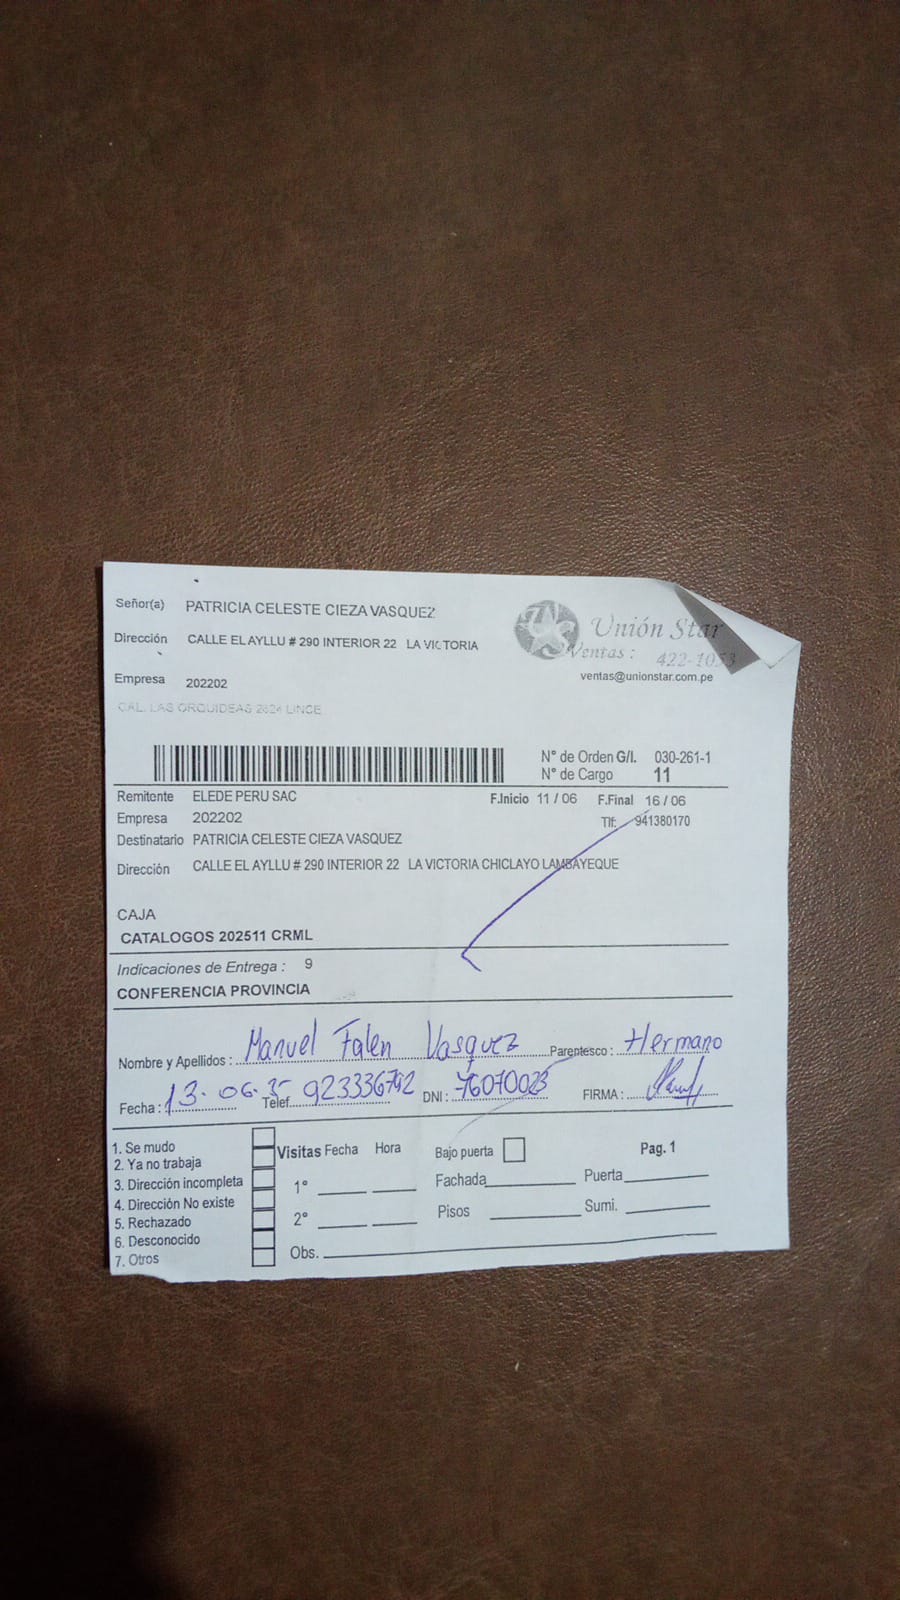 Señor(a) PATRICIA CELESTE CIEZA VASQUEZ
Unión Star
Dirección CALLE EL AYLLU # 290 INTERIOR 22 LA VICTORIA
Ventas : 422-1053
Empresa 202202
ventas@unionstar.com.pe
CAL. LAS ORQUIDEAS 2624 LINCE
N° de Orden G/I. 030-261-1
N° de Cargo 11
Remitente ELEDE PERU SAC F.Inicio 11 / 06 F.Final 16 / 06
Empresa 202202 Tlf: 941380170
Destinatario PATRICIA CELESTE CIEZA VASQUEZ
Dirección CALLE EL AYLLU # 290 INTERIOR 22 LA VICTORIA CHICLAYO LAMBAYEQUE
CAJA
CATALOGOS 202511 CRML
Indicaciones de Entrega : 9
CONFERENCIA PROVINCIA
Nombre y Apellidos : Manuel Falen Vasquez Parentesco : Hermano
Fecha : 13.06.25 Telef. 923336792 DNI : 76070023 FIRMA :
1. Se mudo
2. Ya no trabaja
3. Dirección incompleta
4. Dirección No existe
5. Rechazado
6. Desconocido
7. Otros
Visitas Fecha Hora
1°
2°
Obs.
Bajo puerta Pag. 1
Fachada Puerta
Pisos Sumi.